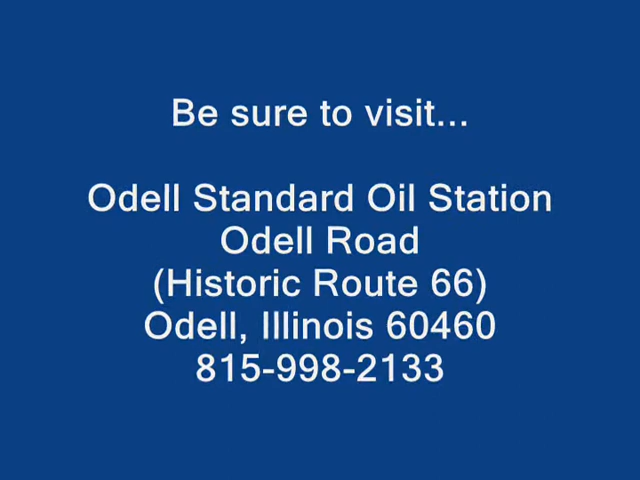 Be sure to visit...
Odell Standard Oil Station
Odell Road
(Historic Route 66)
Odell, Illinois 60460
815-998-2133